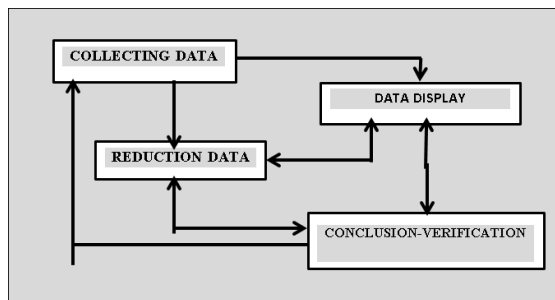 COLLECTING DATA
DATA DISPLAY
REDUCTION DATA
CONCLUSION-VERIFICATION